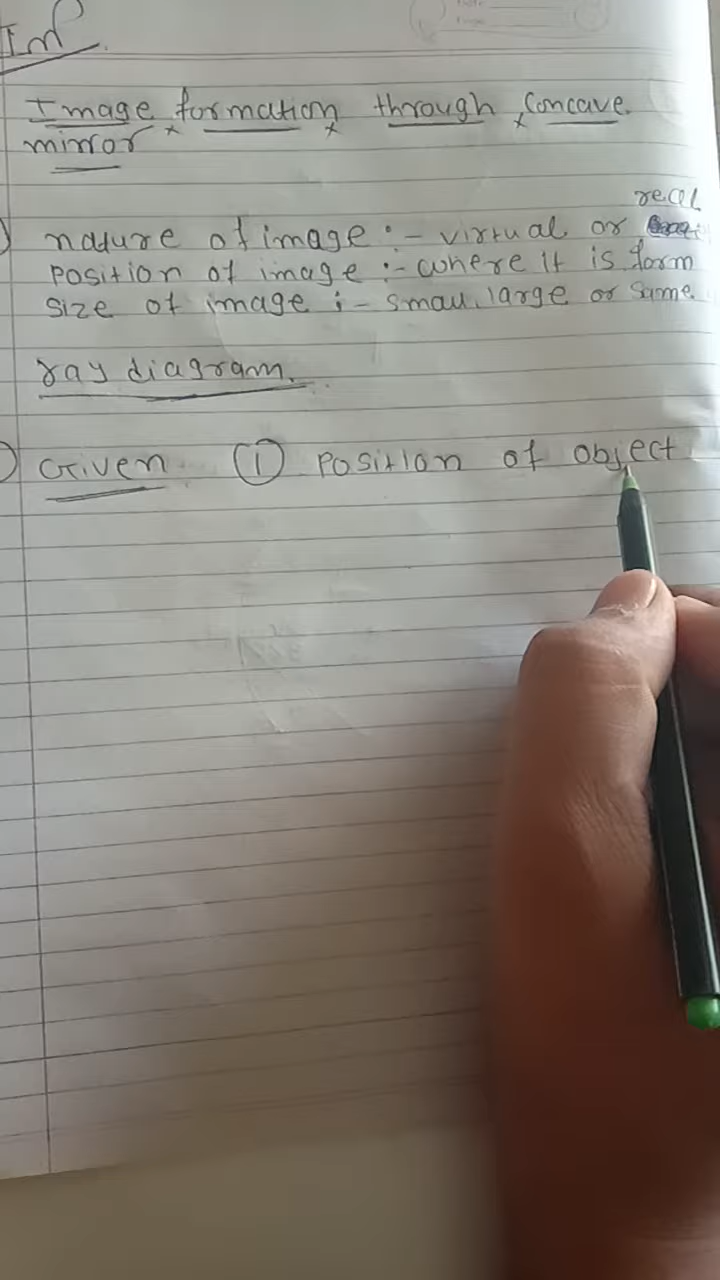 Imp
Image formation through concave
mirror
real
nature of image :- virtual or
position of image :- where it is form
size of image :- small, large or same
ray diagram.
Given ① position of object